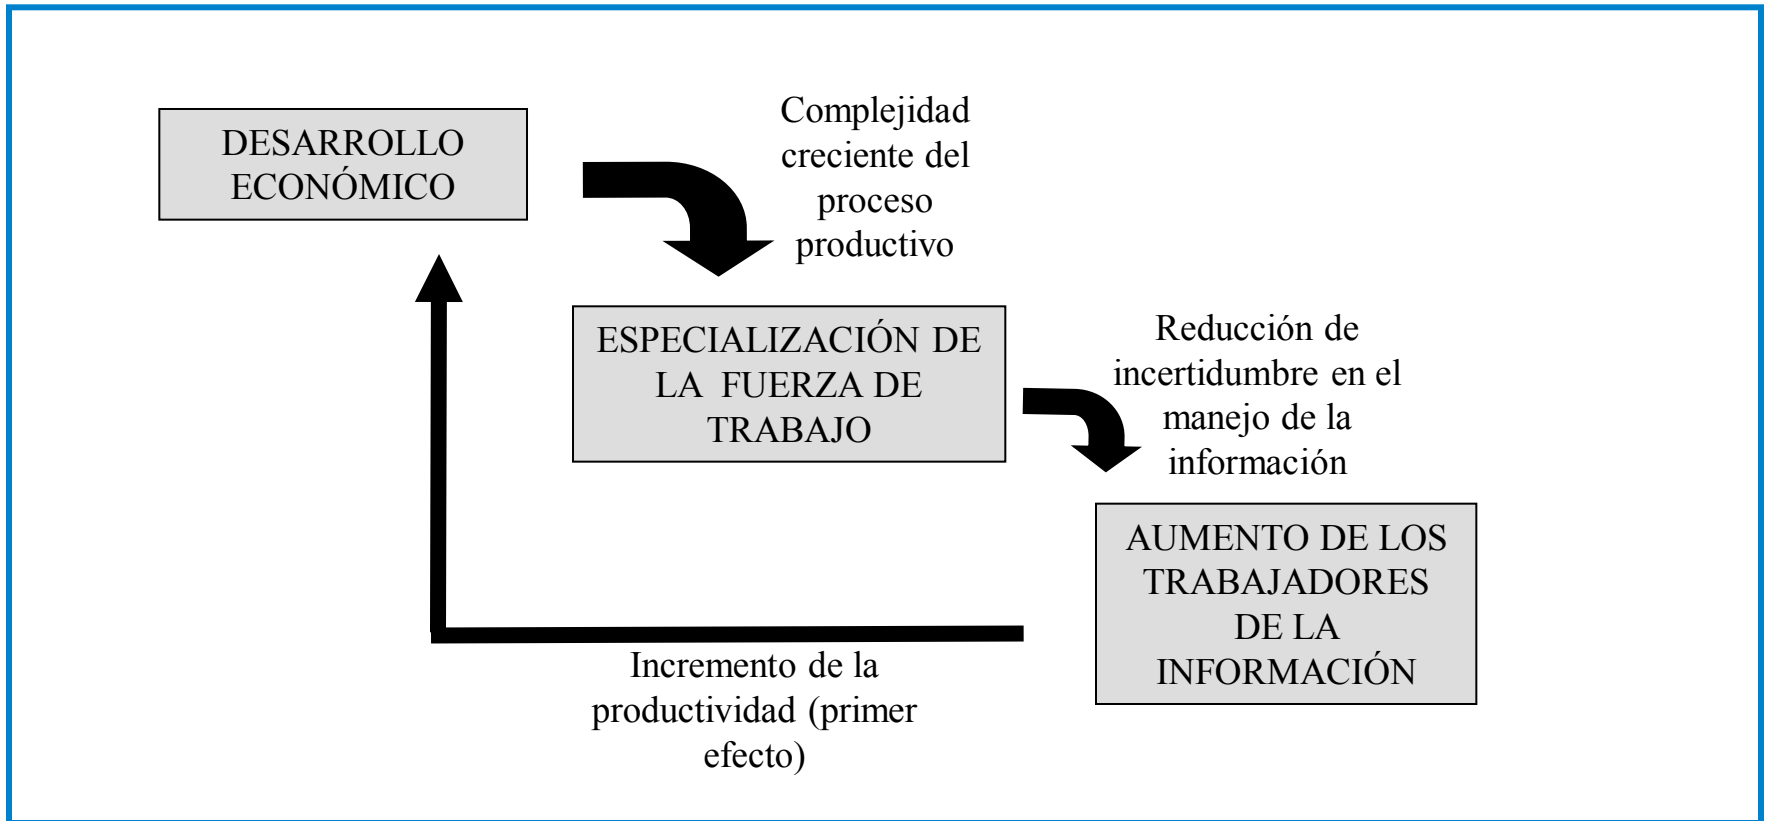 DESARROLLO
ECONÓMICO
Complejidad
creciente del
proceso
productivo
ESPECIALIZACIÓN DE
LA FUERZA DE
TRABAJO
Reducción de
incertidumbre en el
manejo de la
información
AUMENTO DE LOS
TRABAJADORES
DE LA
INFORMACIÓN
Incremento de la
productividad (primer
efecto)